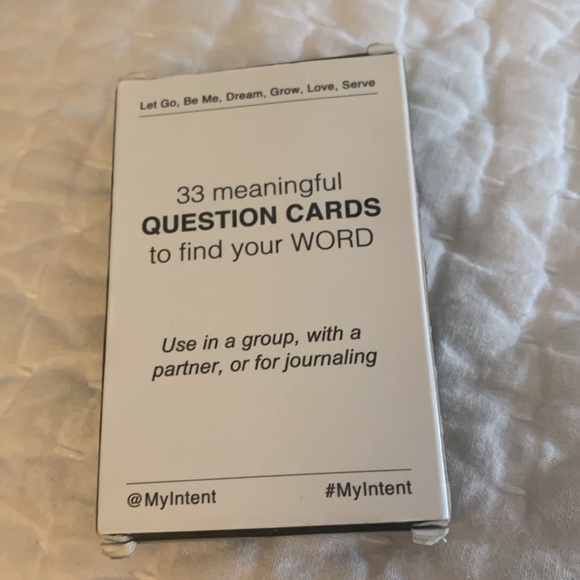 Let Go, Be Me, Dream, Grow, Love, Serve
33 meaningful
QUESTION CARDS
to find your WORD
Use in a group, with a
partner, or for journaling
@MyIntent #MyIntent